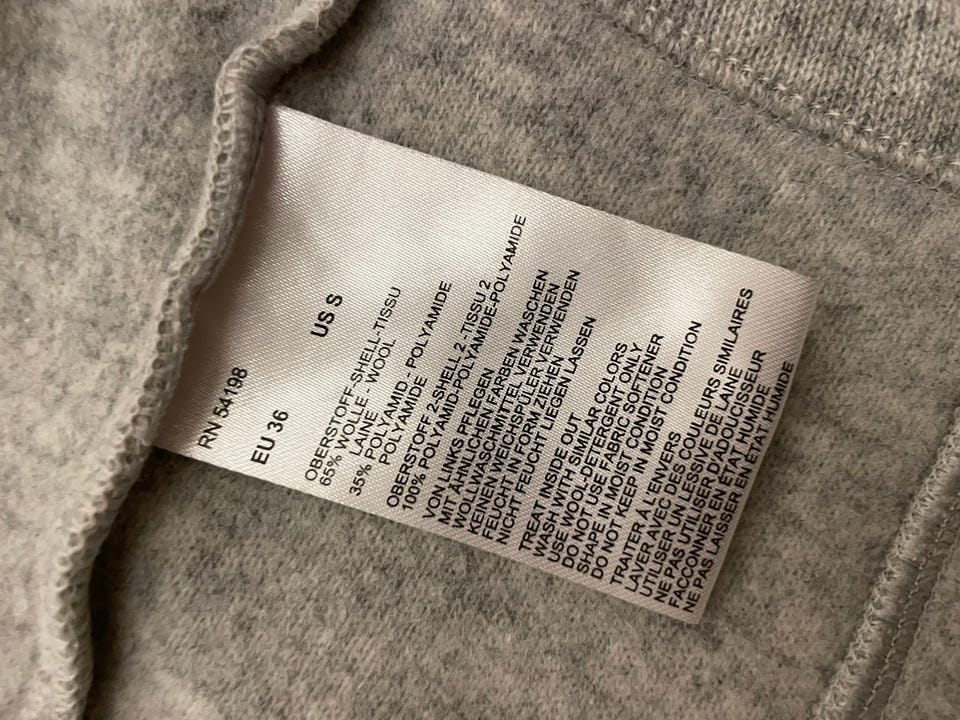 RN 54198
EU 36
US S
OBERSTOFF-SHELL-TISSU
65% WOLLE - WOOL
LANE
35% POLYAMID - POLYAMIDE
POLYAMIDE
OBERSTOFF 2-SHELL 2 -TISSU 2
100% POLYAMID-POLYAMIDE-POLYAMIDE
VON LINKS PFLEGEN
MIT ÄHNLICHEN FARBEN WASCHEN
WOLLWASCHMITTEL VERWENDEN
KEINEN WEICHSPÜLER VERWENDEN
FEUCHT IN FORM ZIEHEN
NICHT FEUCHT LIEGEN LASSEN
TREAT INSIDE OUT
WASH WITH SIMILAR COLORS
USE WOOL-DETERGENT ONLY
DO NOT USE FABRIC SOFTENER
SHAPE IN MOIST CONDITION
DO NOT KEEP IN MOIST CONDITION
TRAITER À L'ENVERS
LAVER AVEC DES COULEURS SIMILAIRES
UTILISER UN LESSIVE DE LAINE
NE PAS UTILISER D'ADOUCISSEUR
FACCONNER EN ÉTAT HUMIDE
NE PAS LAISSER EN ÉTAT HUMIDE